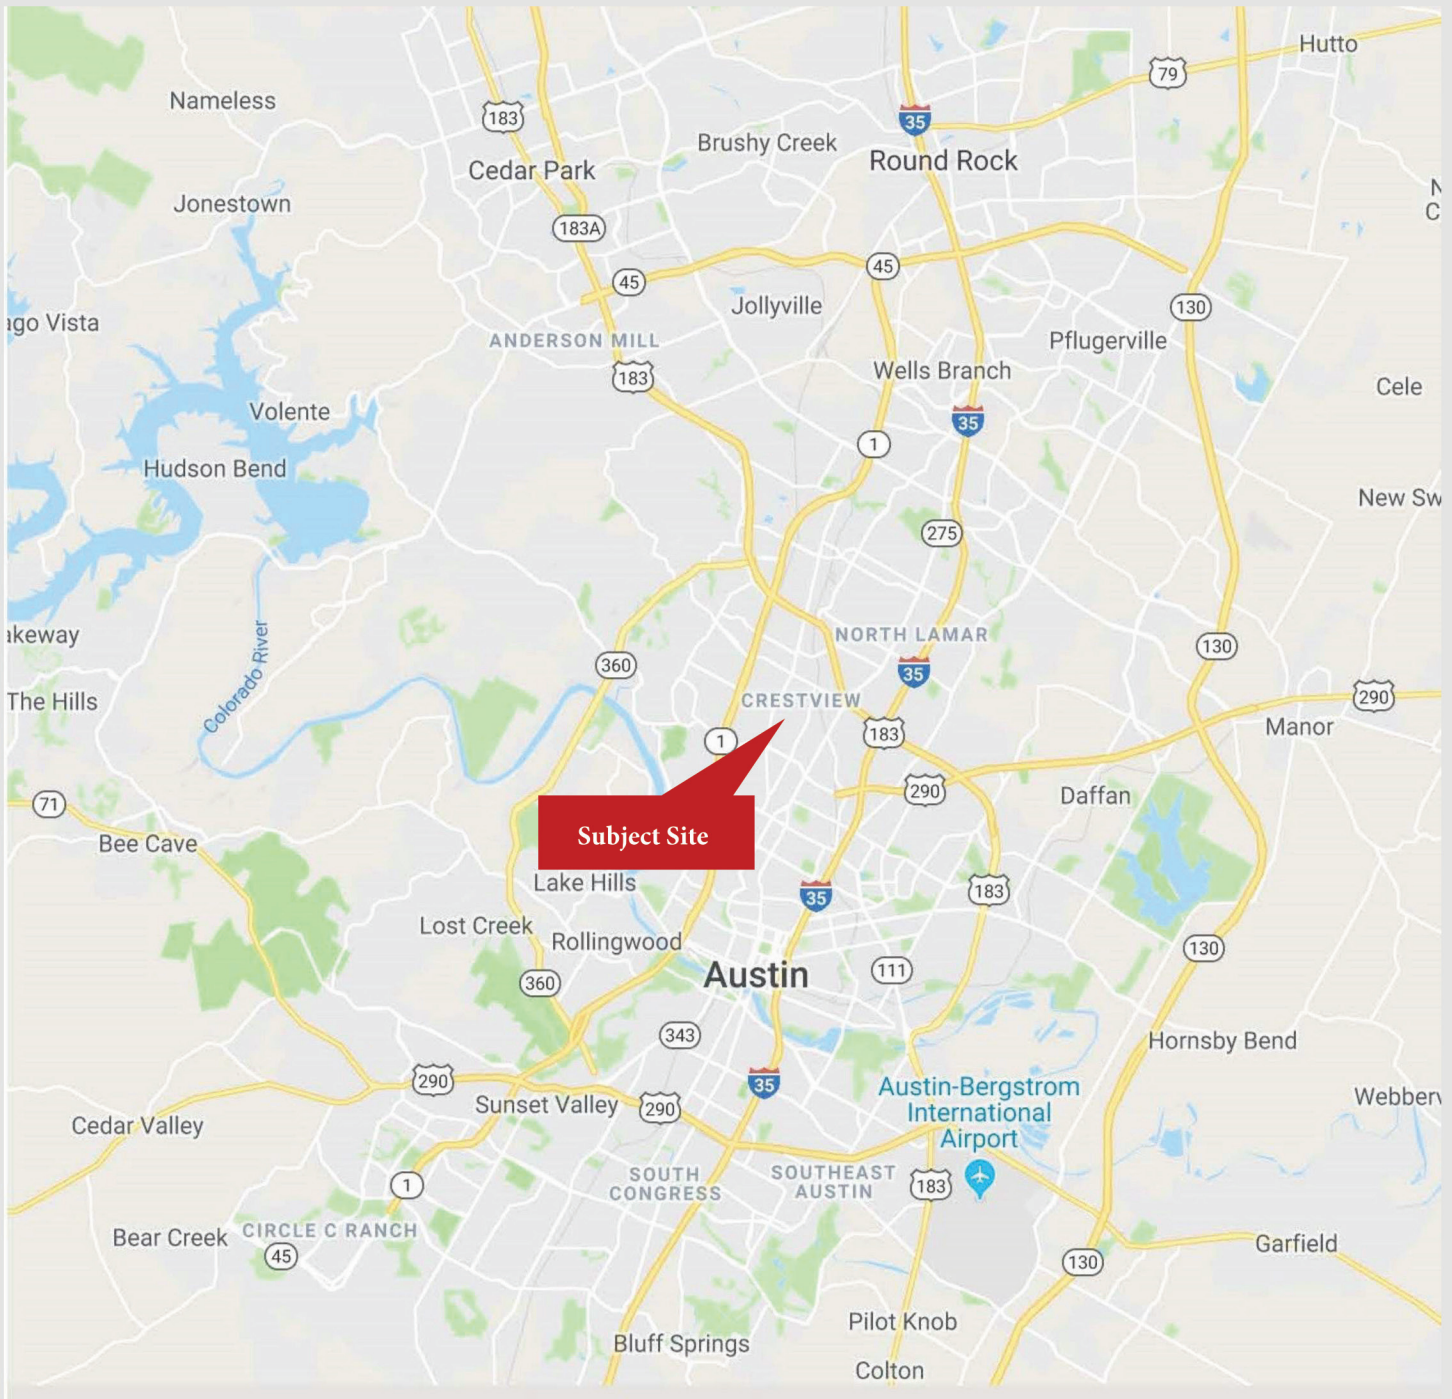 Hutto
79
Nameless
183
35
Brushy Creek
Round Rock
Cedar Park
N
C
Jonestown
183A
45
45
Jollyville
130
ago Vista
ANDERSON MILL
Pflugerville
183
Wells Branch
Cele
Volente
35
1
Hudson Bend
New Sw
275
akeway
NORTH LAMAR
130
Colorado River
360
35
The Hills
CRESTVIEW
290
1
183
Manor
71
290
Daffan
Bee Cave
Subject Site
Lake Hills
183
35
Lost Creek
Rollingwood
130
Austin
111
360
343
Hornsby Bend
290
35
Austin-Bergstrom
International
Airport
Sunset Valley
290
Webberv
Cedar Valley
SOUTH
CONGRESS
SOUTHEAST
AUSTIN
183
1
Bear Creek
CIRCLE C RANCH
45
Garfield
130
Pilot Knob
Bluff Springs
Colton